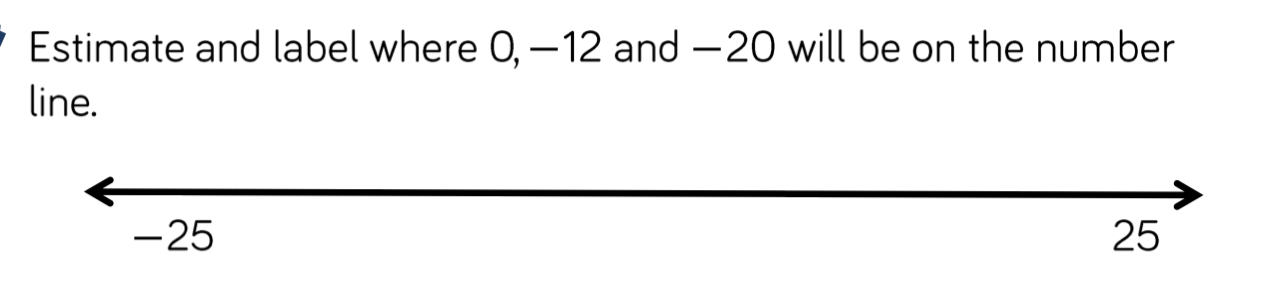 Estimate and label where 0, −12 and −20 will be on the number
line.
−25 25